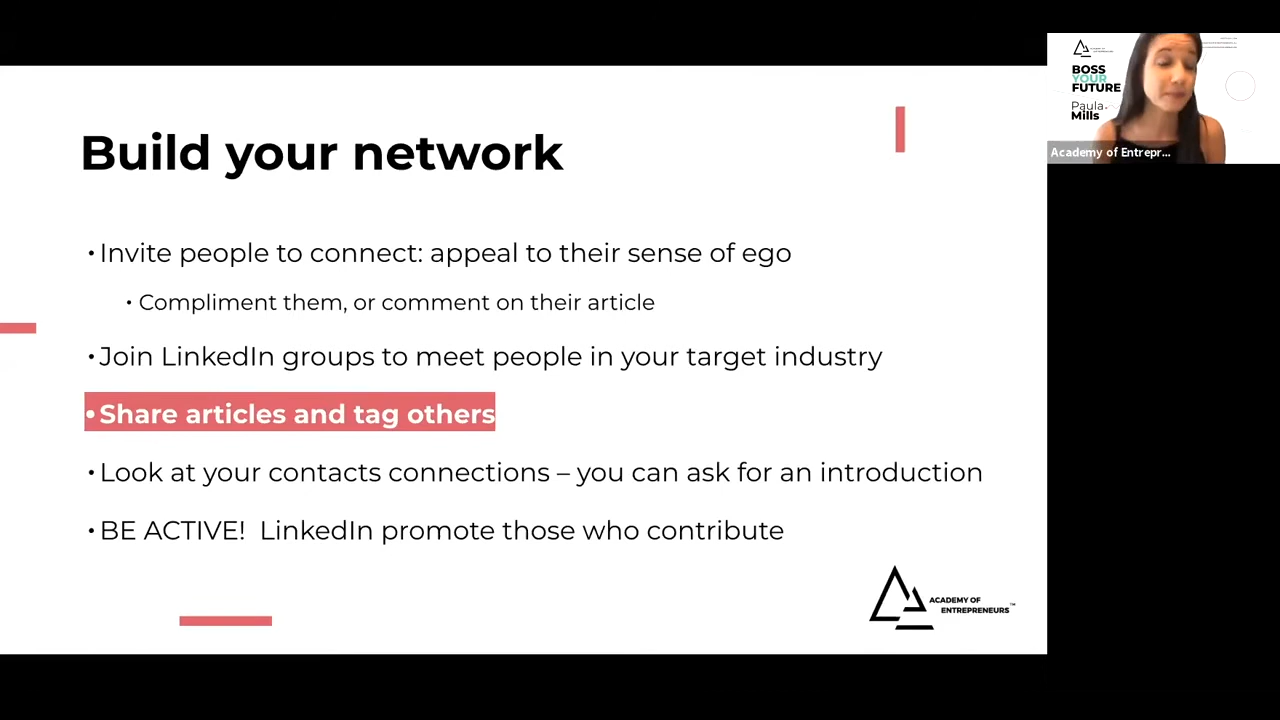 Build your network
•Invite people to connect: appeal to their sense of ego
•Compliment them, or comment on their article
•Join LinkedIn groups to meet people in your target industry
•Share articles and tag others
•Look at your contacts connections – you can ask for an introduction
•BE ACTIVE!  LinkedIn promote those who contribute
ACADEMY OF
ENTREPRENEURS™
BOSS
YOUR
FUTURE
Paula
Mills
Academy of Entrepr...